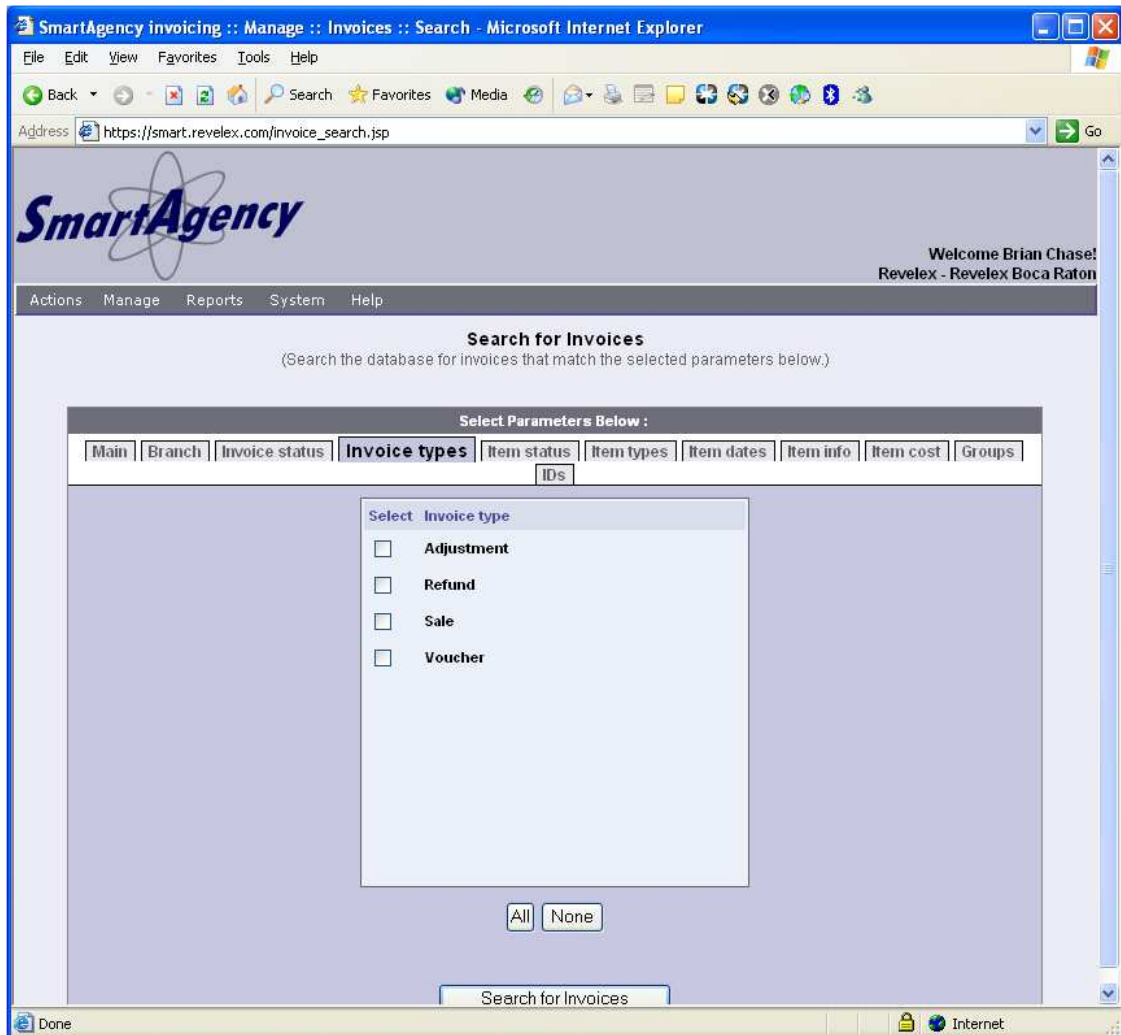 SmartAgency invoicing :: Manage :: Invoices :: Search - Microsoft Internet Explorer
File Edit View Favorites Tools Help
Back Search Favorites Media
Address https://smart.revelex.com/invoice_search.jsp Go
SmartAgency
Welcome Brian Chase!
Revelex - Revelex Boca Raton
Actions Manage Reports System Help
Search for Invoices
(Search the database for invoices that match the selected parameters below.)
Select Parameters Below :
Main Branch Invoice status Invoice types Item status Item types Item dates Item info Item cost Groups
IDs
Select Invoice type
Adjustment
Refund
Sale
Voucher
All None
Search for Invoices
Done Internet